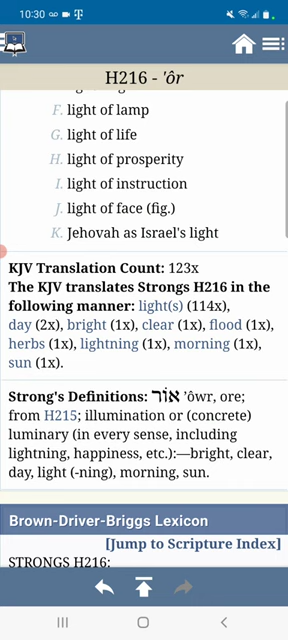 10:30
H216 - 'ôr
F. light of lamp
G. light of life
H. light of prosperity
I. light of instruction
J. light of face (fig.)
K. Jehovah as Israel's light
KJV Translation Count: 123x
The KJV translates Strongs H216 in the
following manner: light(s) (114x),
day (2x), bright (1x), clear (1x), flood (1x),
herbs (1x), lightning (1x), morning (1x),
sun (1x).
Strong's Definitions: אוֹר ’ôwr, ore;
from H215; illumination or (concrete)
luminary (in every sense, including
lightning, happiness, etc.):—bright, clear,
day, light (-ning), morning, sun.
Brown-Driver-Briggs Lexicon
[Jump to Scripture Index]
STRONGS H216: